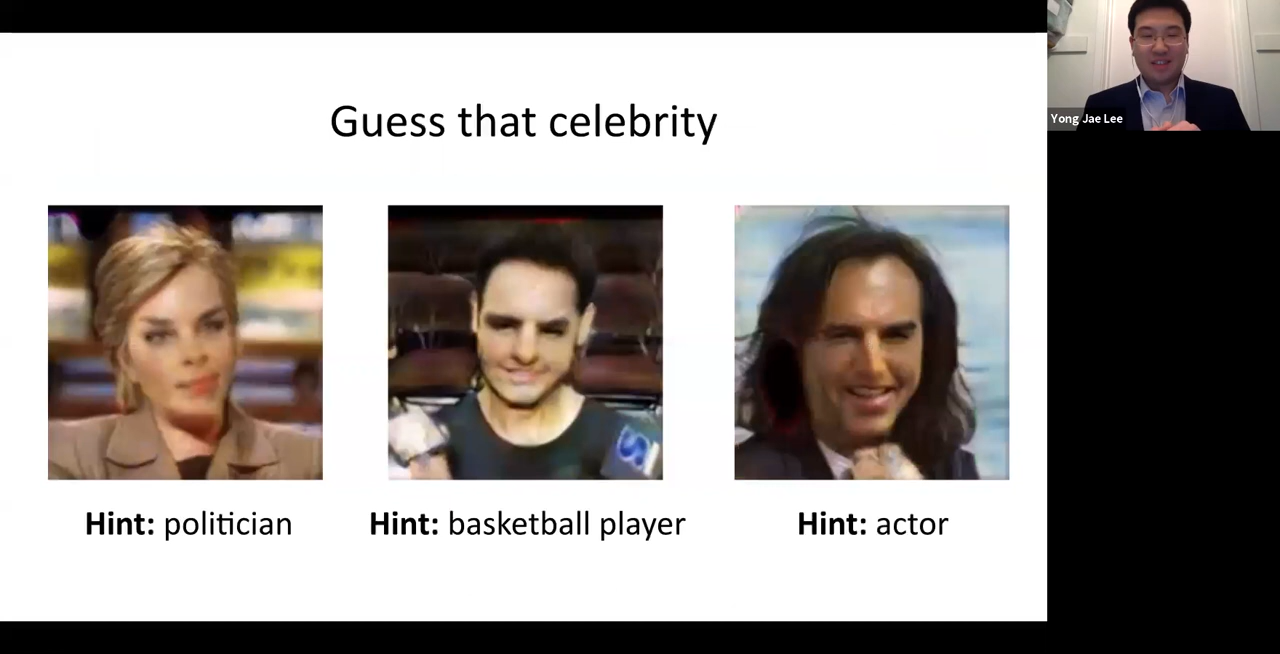 Guess that celebrity
Yong Jae Lee
Hint: politician
Hint: basketball player
Hint: actor